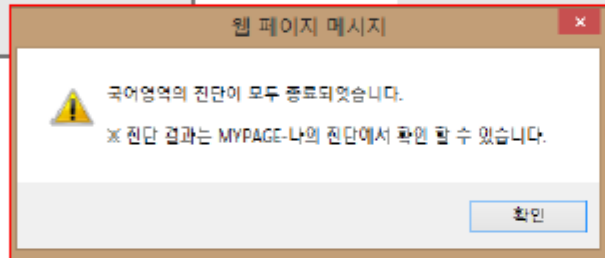 웹 페이지 메시지
국어영역의 진단이 모두 종료되었습니다.
※ 진단 결과는 MYPAGE-나의 진단에서 확인 할 수 있습니다.
확인